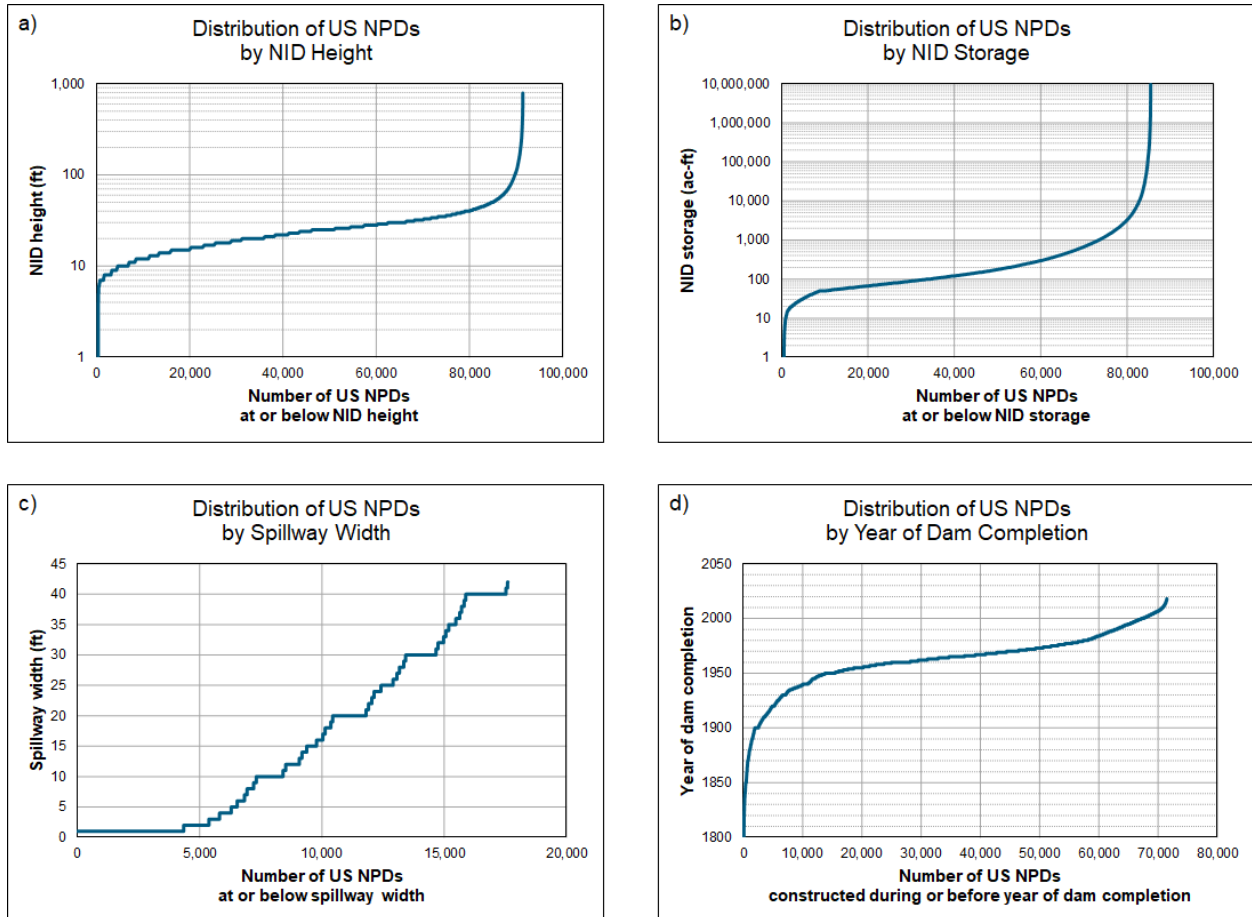 a)
Distribution of US NPDs
by NID Height
NID height (ft)
1,000
100
10
1
0 20,000 40,000 60,000 80,000 100,000
Number of US NPDs
at or below NID height
b)
Distribution of US NPDs
by NID Storage
NID storage (ac-ft)
10,000,000
1,000,000
100,000
10,000
1,000
100
10
1
0 20,000 40,000 60,000 80,000 100,000
Number of US NPDs
at or below NID storage
c)
Distribution of US NPDs
by Spillway Width
Spillway width (ft)
45
40
35
30
25
20
15
10
5
0
0 5,000 10,000 15,000 20,000
Number of US NPDs
at or below spillway width
d)
Distribution of US NPDs
by Year of Dam Completion
Year of dam completion
2050
2000
1950
1900
1850
1800
0 10,000 20,000 30,000 40,000 50,000 60,000 70,000 80,000
Number of US NPDs
constructed during or before year of dam completion